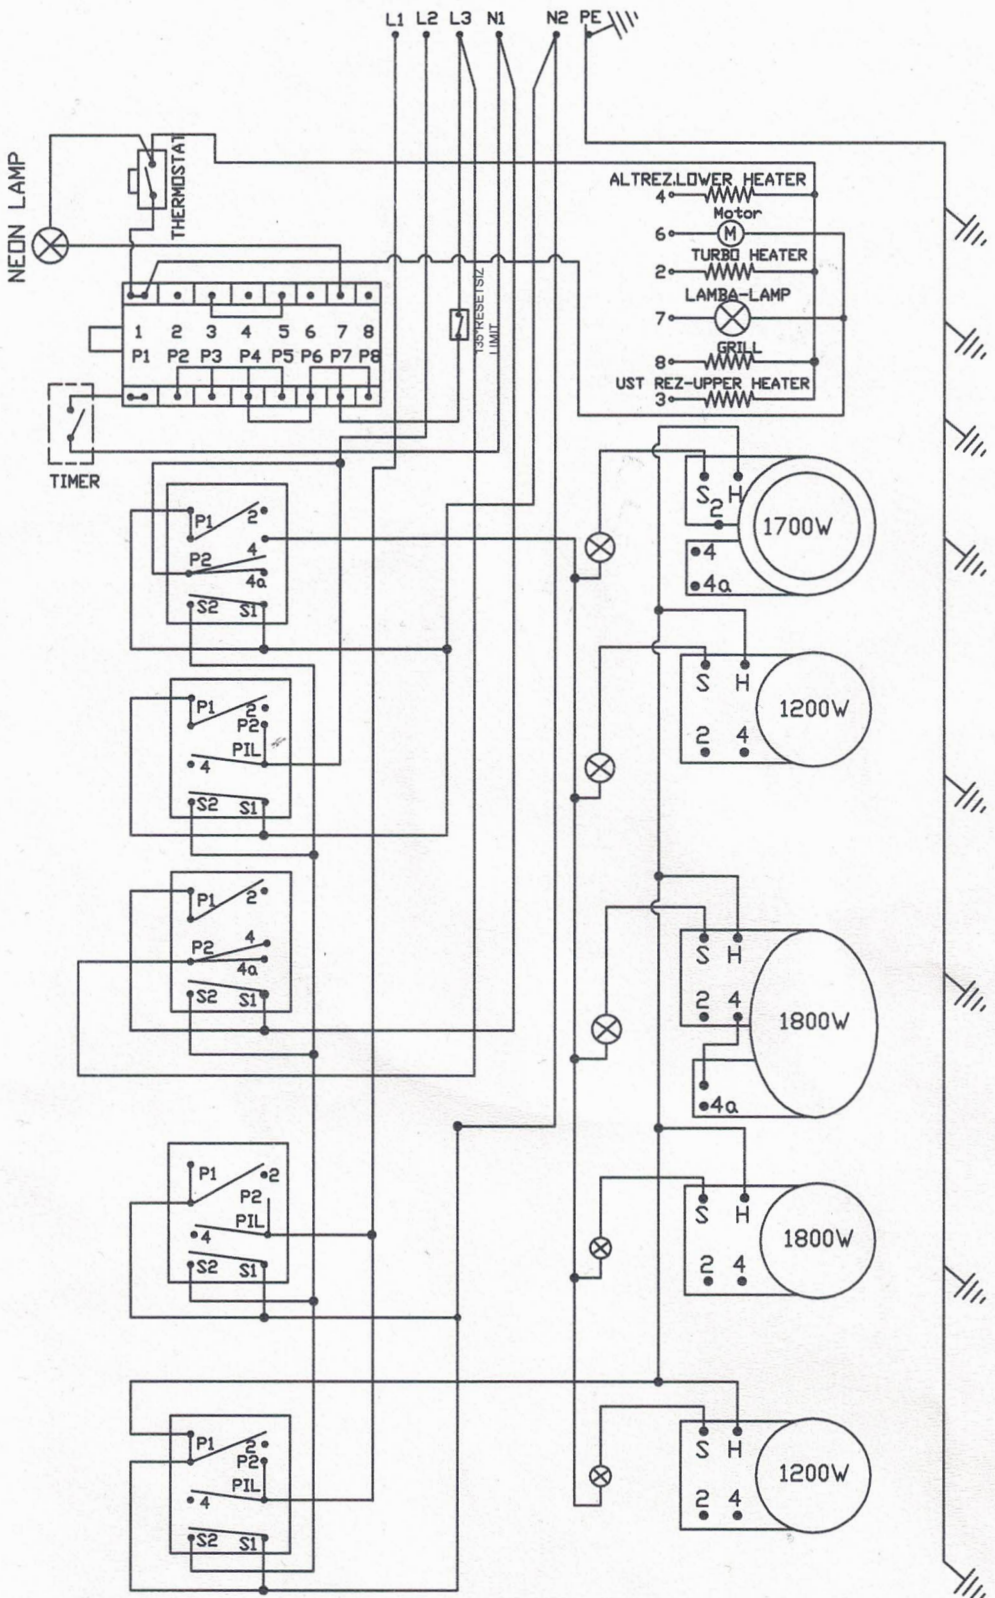 L1 L2 L3 N1 N2 PE
NEON LAMP
THERMOSTAT
ALTREZ.LOWER HEATER
4
Motor
6 M
TURBO HEATER
2
LAMBA-LAMP
7
GRILL
8
UST REZ-UPPER HEATER
3
135°RESETSIZ
LIMIT
1 2 3 4 5 6 7 8
P1 P2 P3 P4 P5 P6 P7 P8
TIMER
P1 2
4
P2
4a
S2 S1
S H
2
1700W
4
4a
P1 2
P2
PIL
4
S2 S1
S H
1200W
2 4
P1 2
4
P2
4a
S2 S1
S H
2 4
1800W
4a
P1 2
P2
PIL
4
S2 S1
S H
1800W
2 4
P1 2
P2
PIL
4
S2 S1
S H
1200W
2 4